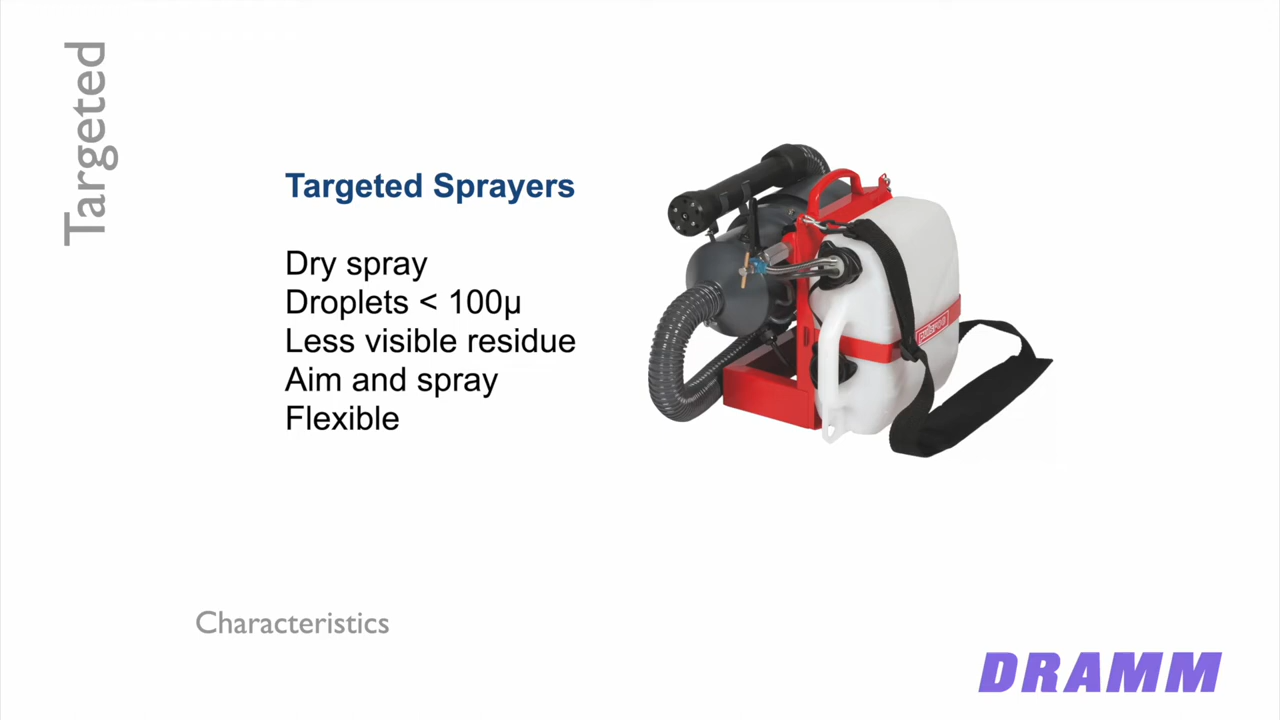 Targeted
Targeted Sprayers
Dry spray
Droplets < 100µ
Less visible residue
Aim and spray
Flexible
Characteristics
DRAMM